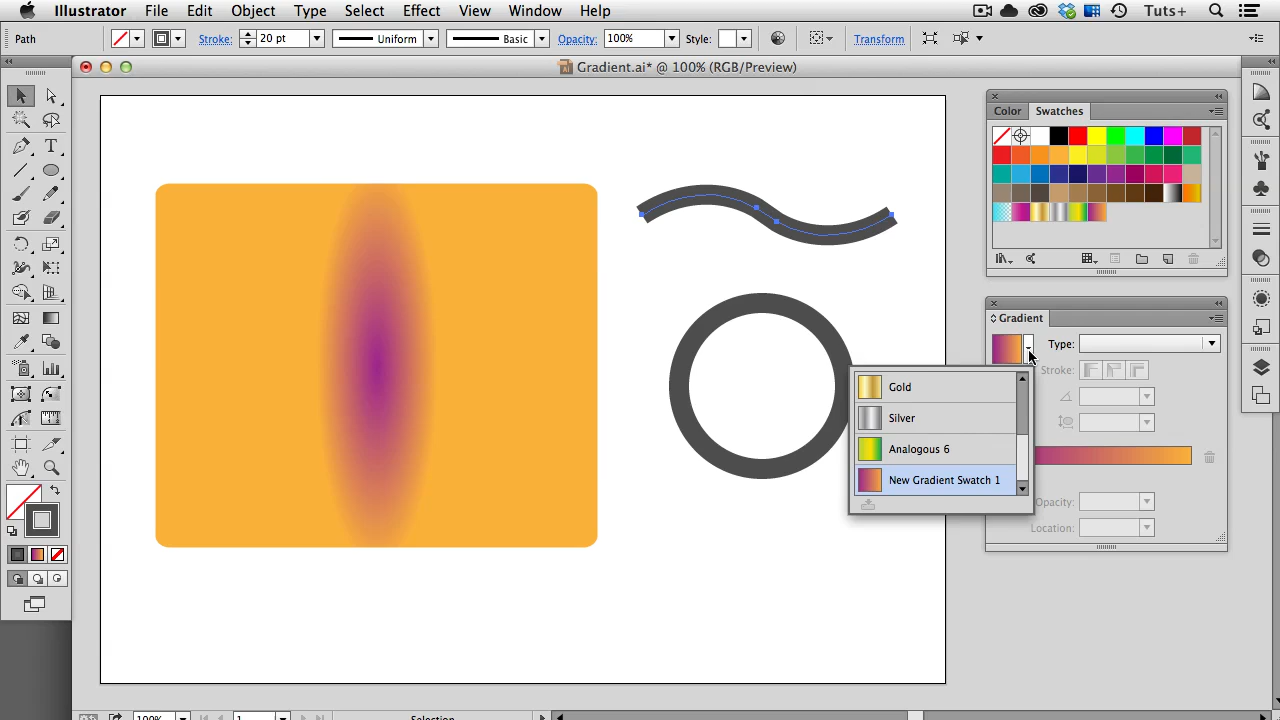 Illustrator File Edit Object Type Select Effect View Window Help Tuts+
Path Stroke: 20 pt Uniform Basic Opacity: 100% Style: Transform
Gradient.ai* @ 100% (RGB/Preview)
Color Swatches
Gradient
Type:
Stroke:
Gold
Silver
Analogous 6
New Gradient Swatch 1
Opacity:
Location:
100% 1 Selection